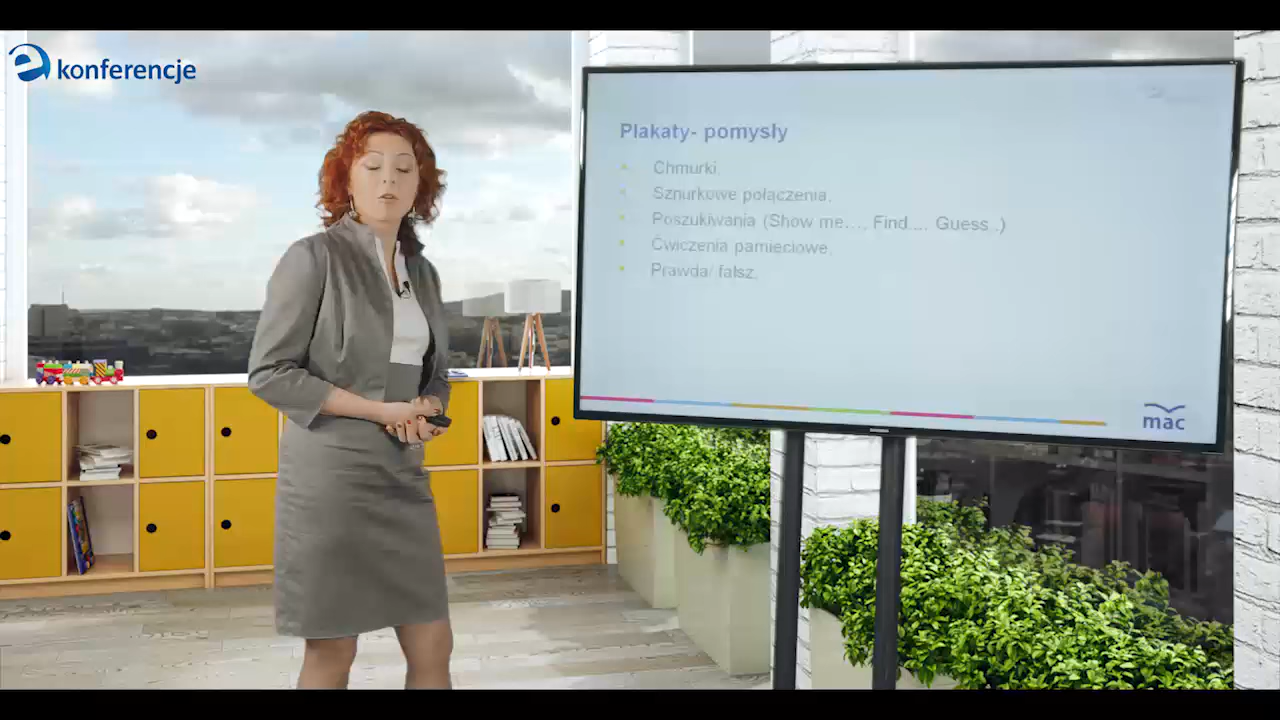 e konferencje
Plakaty- pomysły
Chmurki.
Sznurkowe połączenia.
Poszukiwania (Show me…, Find…, Guess..)
Ćwiczenia pamięciowe.
Prawda/ fałsz.
mac